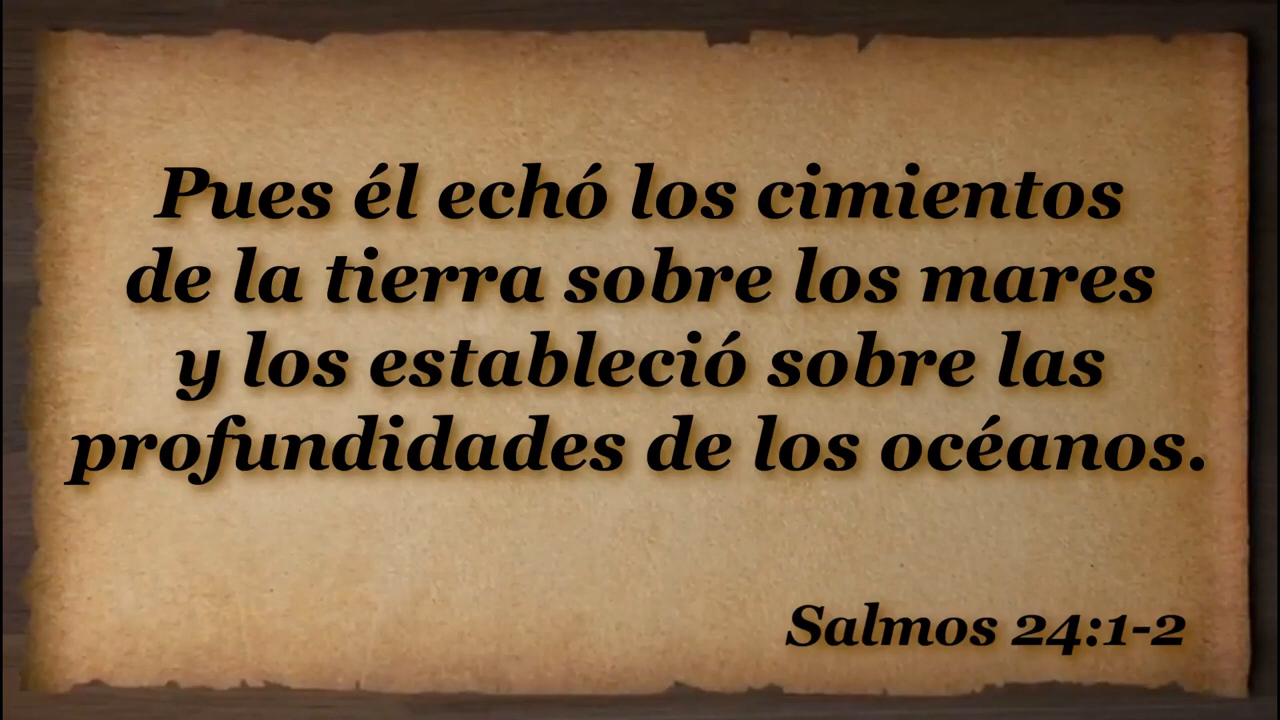 Pues él echó los cimientos
de la tierra sobre los mares
y los estableció sobre las
profundidades de los océanos.
Salmos 24:1-2